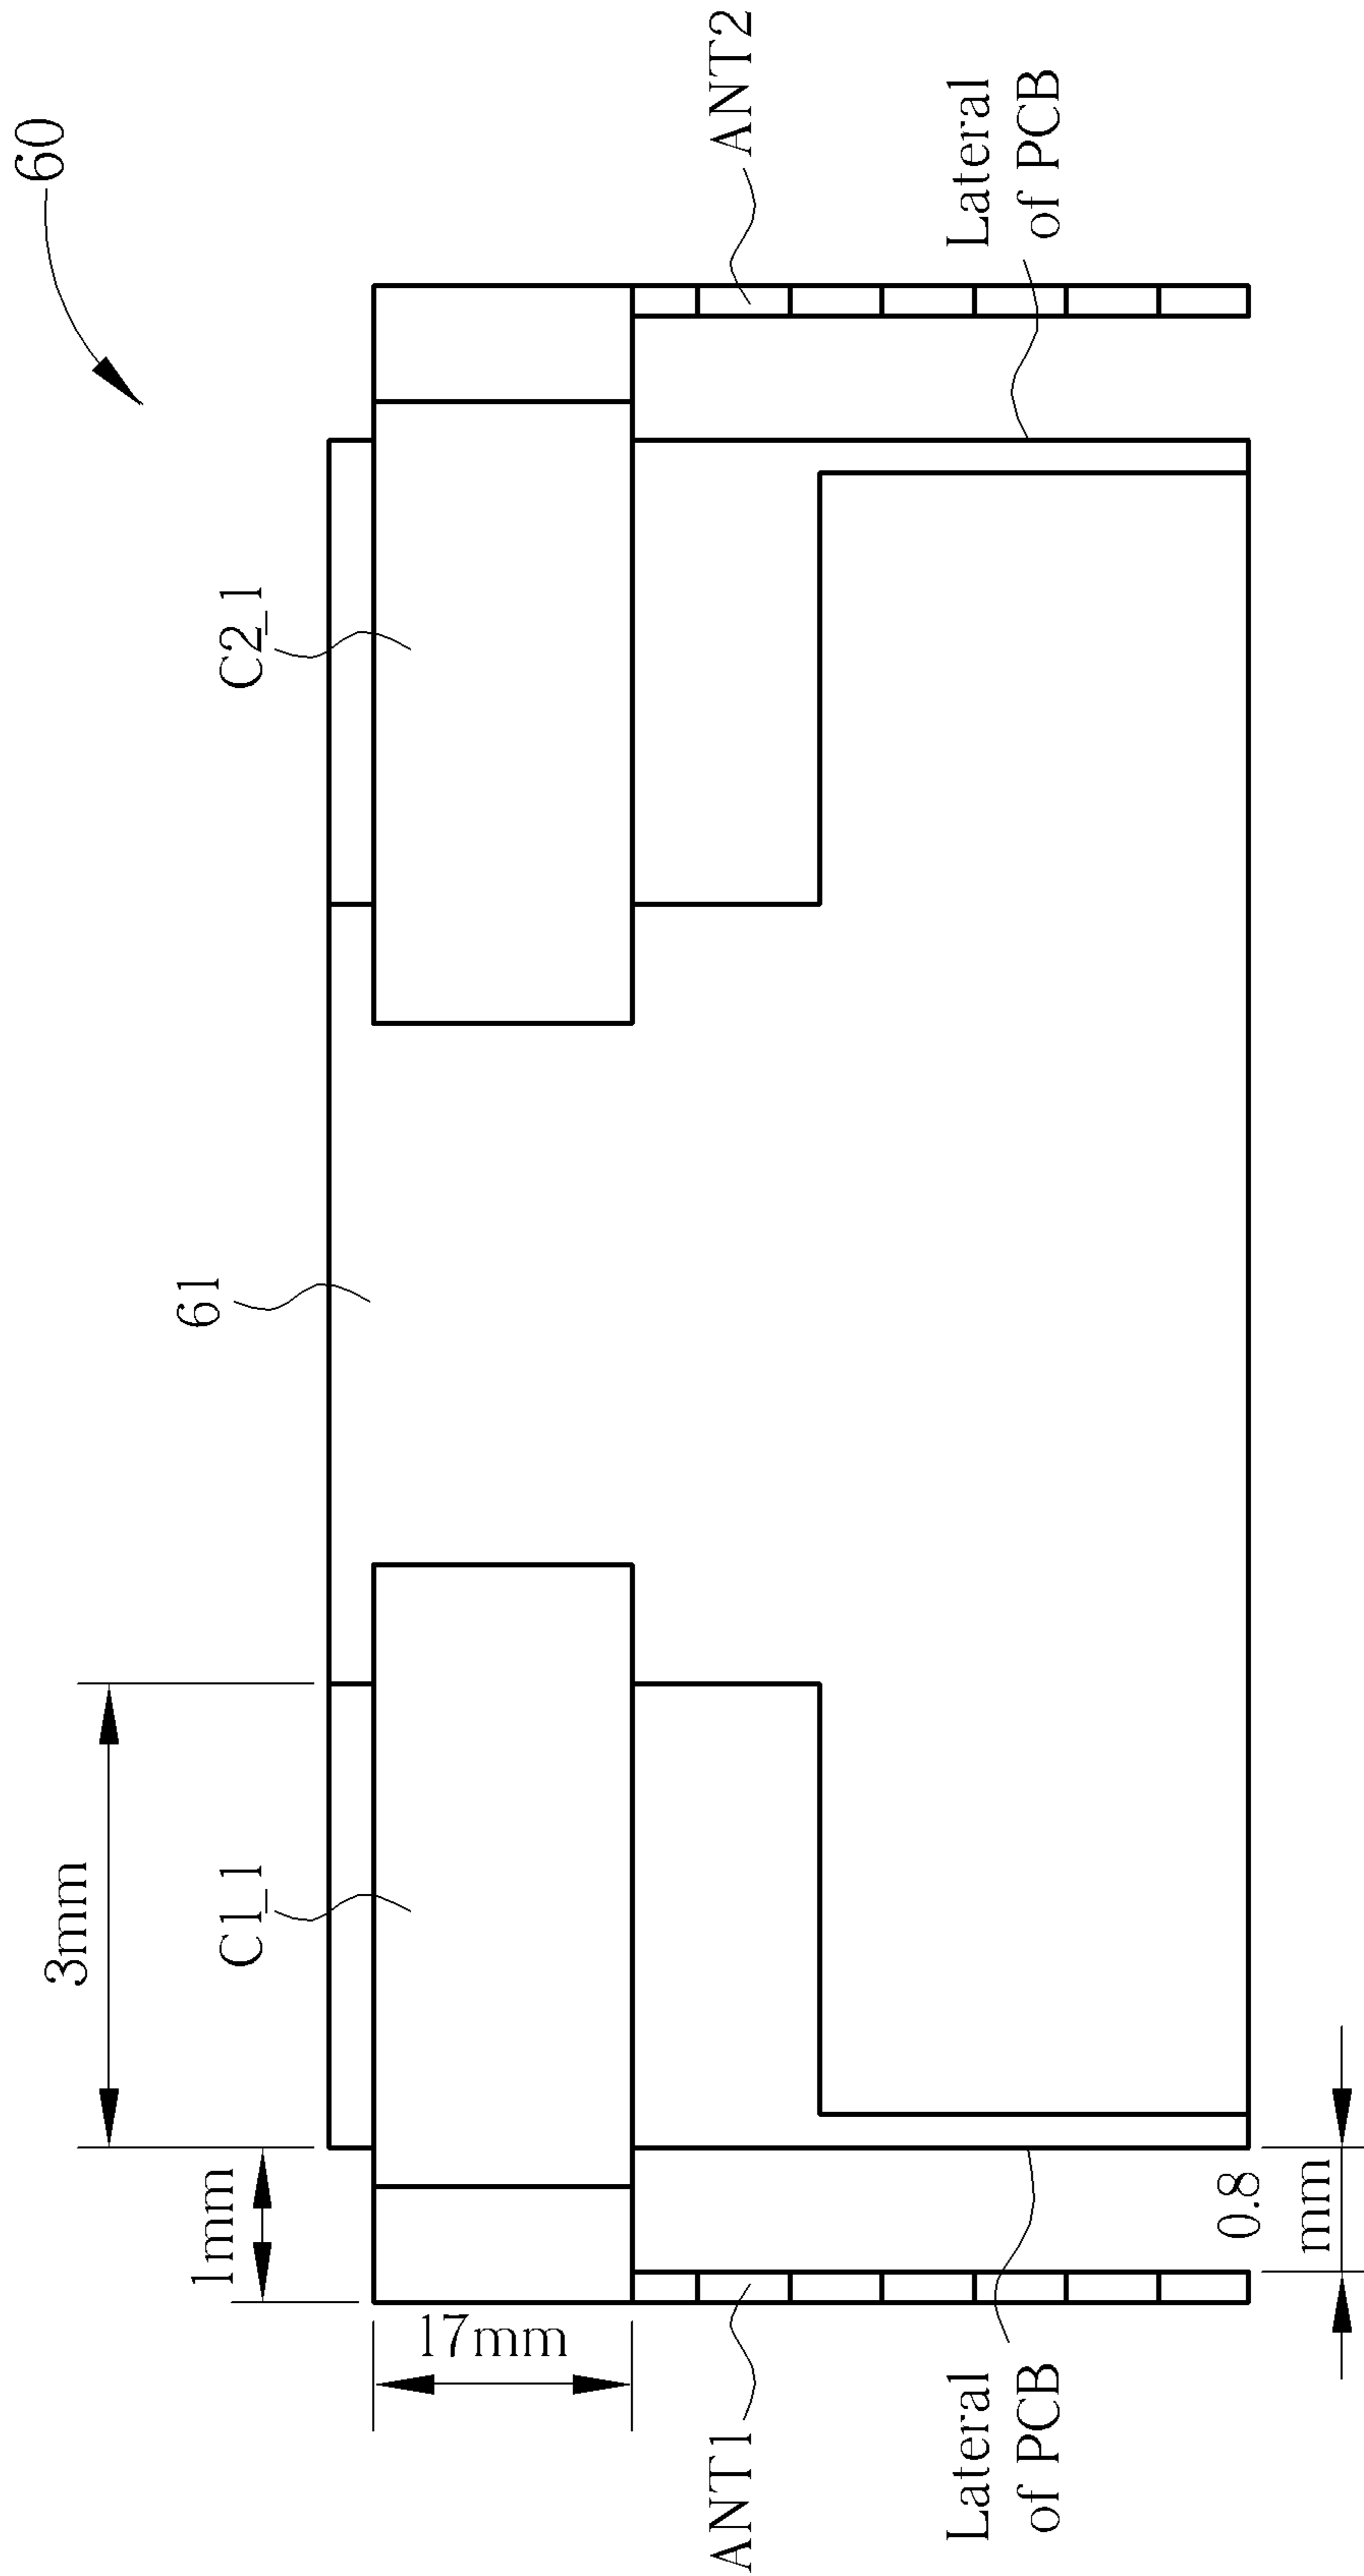 60
3mm
1mm
C1_1
61
C2_1
17mm
ANT1
ANT2
Lateral
of PCB
Lateral
of PCB
0.8
mm